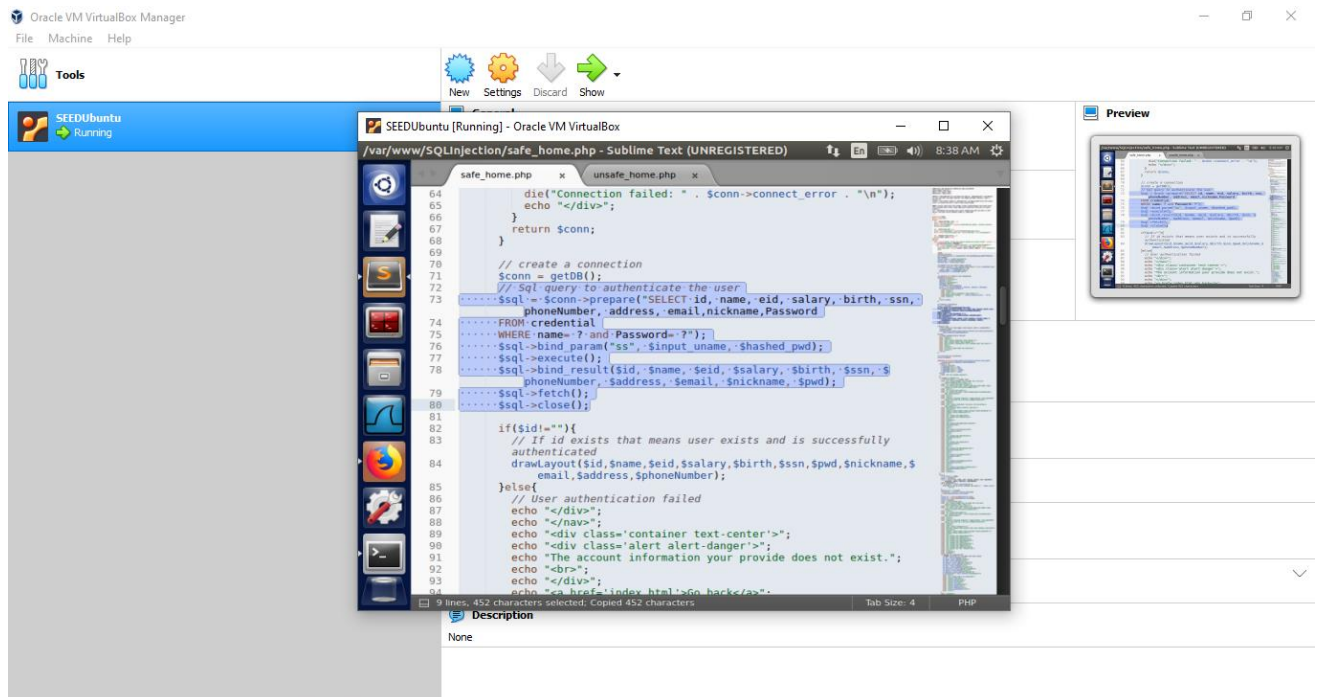 Oracle VM VirtualBox Manager
File Machine Help
Tools
New Settings Discard Show
SEEDUbuntu
Running
Preview
SEEDUbuntu [Running] - Oracle VM VirtualBox
/var/www/SQLInjection/safe_home.php - Sublime Text (UNREGISTERED) En 8:38 AM
safe_home.php x unsafe_home.php x
64 die("Connection failed: " . $conn->connect_error . "\n");
65 echo "</div>";
66 }
67 return $conn;
68 }
69
70 // create a connection
71 $conn = getDB();
72 // Sql query to authenticate the user
73 $sql = $conn->prepare("SELECT id, name, eid, salary, birth, ssn,
phoneNumber, address, email,nickname,Password
74 FROM credential
75 WHERE name= ? and Password= ?");
76 $sql->bind_param("ss", $input_uname, $hashed_pwd);
77 $sql->execute();
78 $sql->bind_result($id, $name, $eid, $salary, $birth, $ssn, $
phoneNumber, $address, $email, $nickname, $pwd);
79 $sql->fetch();
80 $sql->close();
81
82 if($id!=""){
83 // If id exists that means user exists and is successfully
authenticated
84 drawLayout($id,$name,$eid,$salary,$birth,$ssn,$pwd,$nickname,$
email,$address,$phoneNumber);
85 }else{
86 // User authentication failed
87 echo "</div>";
88 echo "</nav>";
89 echo "<div class='container text-center'>";
90 echo "<div class='alert alert-danger'>";
91 echo "The account information your provide does not exist.";
92 echo "<br>";
93 echo "</div>";
94 echo "<a href='index.html'>Go back</a>";
9 lines, 452 characters selected; Copied 452 characters Tab Size: 4 PHP
Description
None